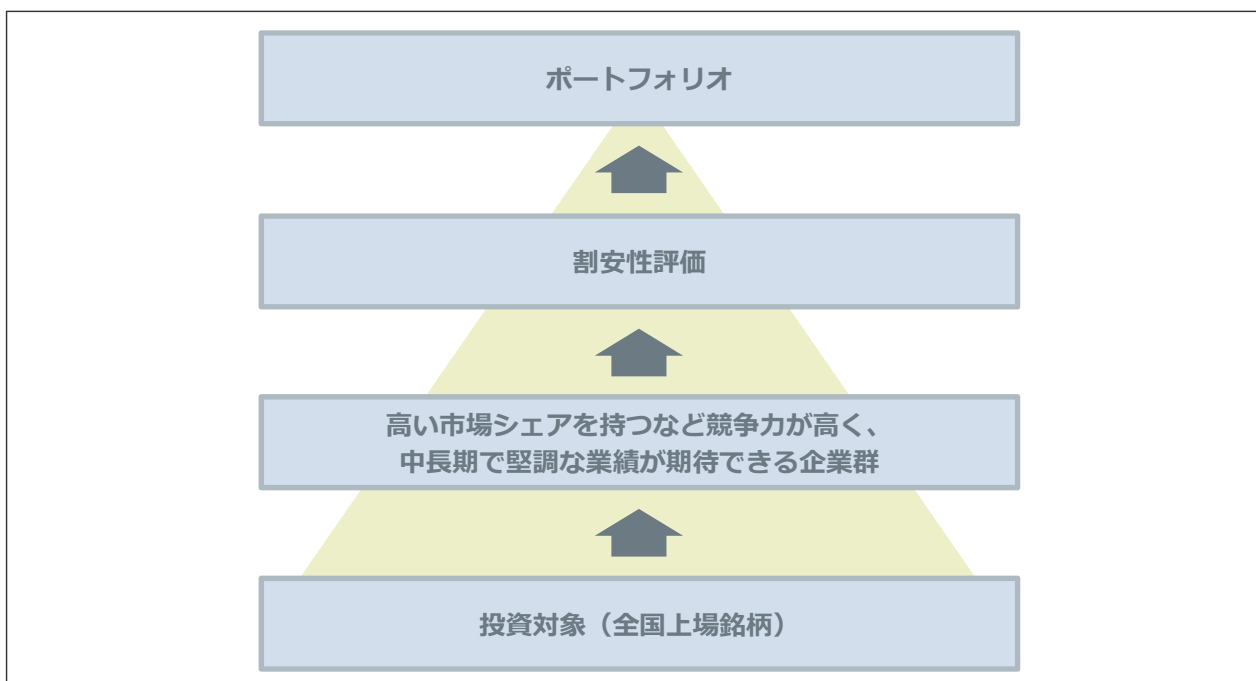 ポートフォリオ
割安性評価
高い市場シェアを持つなど競争力が高く、
中長期で堅調な業績が期待できる企業群
投資対象（全国上場銘柄）